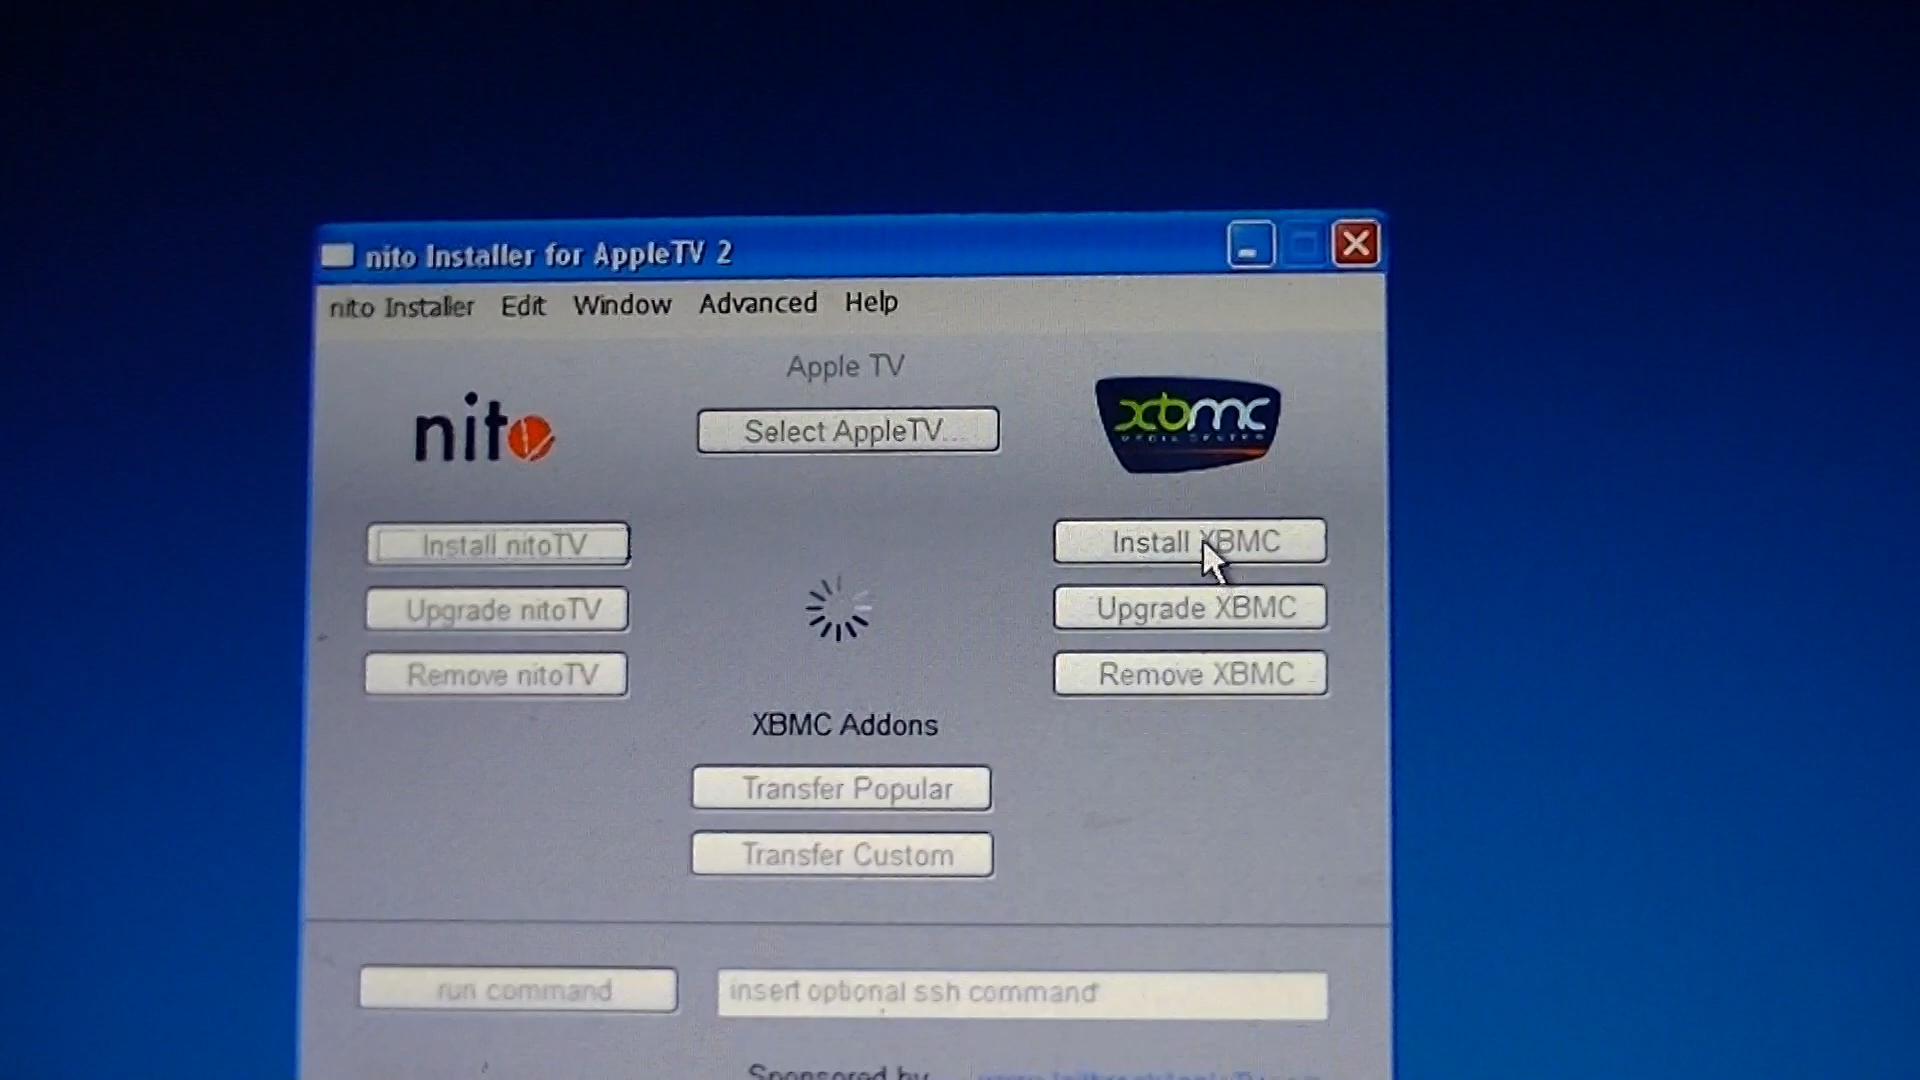 nito Installer for AppleTV 2
nito Installer Edit Window Advanced Help
Apple TV
nito
Select AppleTV...
xbmc
MEDIA CENTER
Install nitoTV
Install XBMC
Upgrade nitoTV
Upgrade XBMC
Remove nitoTV
Remove XBMC
XBMC Addons
Transfer Popular
Transfer Custom
run command
insert optional ssh command
Sponsored by